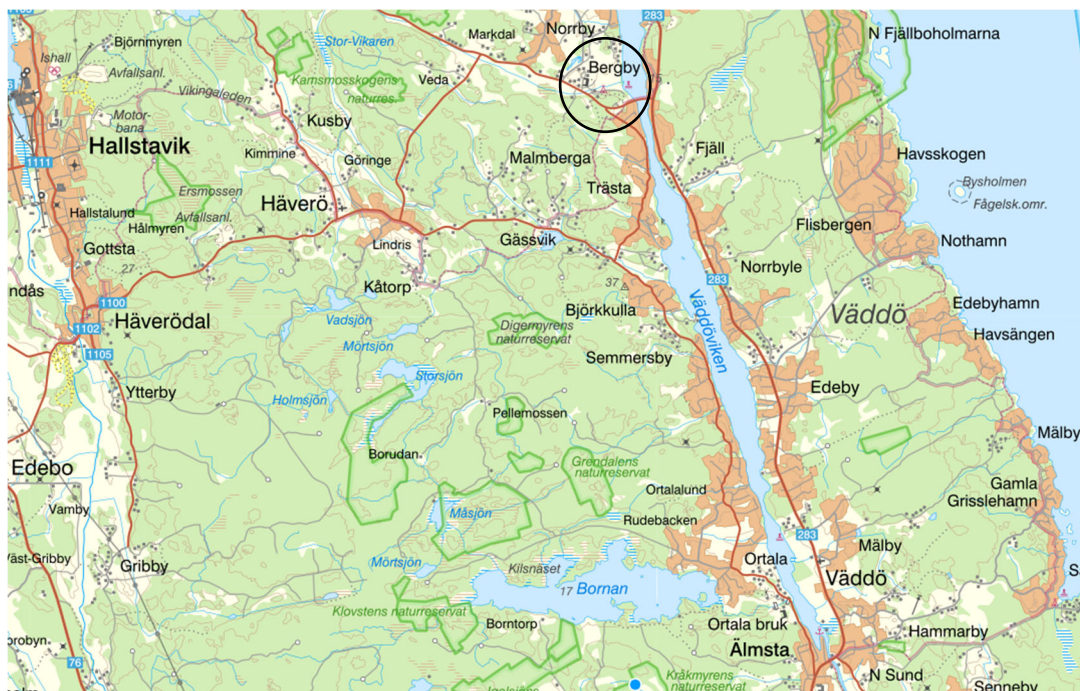 283
Norrby
Markdal
N Fjällboholmarna
Björnmyren
Stor-Vikaren
Ishall
Avfallsanl.
Bergby
Kamsmosskogens
naturres.
Veda
Vikingaleden
Motor-
bana
Kusby
Hallstavik
Fjäll
Havsskogen
Kimmine
Göringe
Malmberga
1111
Bysholmen
Fågelsk.omr.
Ersmossen
Trästa
Häverö
Hallstalund
Avfallsanl.
Hålmyren
Flisbergen
Gottsta
Lindris
Gässvik
Nothamn
27
Norrbyle
283
Kåtorp
37
ndås
1100
Väddöviken
Edebyhamn
Björkkulla
Väddö
Häverödal
Vadsjön
1102
Digermyrens
naturreservat
Havsängen
Mörtsjön
1105
Semmersby
Storsjön
Ytterby
Edeby
Holmsjön
Pellemossen
Mälby
Borudan
Grendalens
naturreservat
Edebo
Gamla
Grisslehamn
Ortalalund
Vamby
Måsjön
Rudebacken
283
Mälby
Väst-Gribby
Gribby
Mörtsjön
Kilsnäset
Ortala
Väddö
17
Bornan
Klovstens naturreservat
Borntorp
Ortala bruk
Hammarby
Älmsta
orobyn
76
Kråkmyrens
naturreservat
N Sund
Senneby